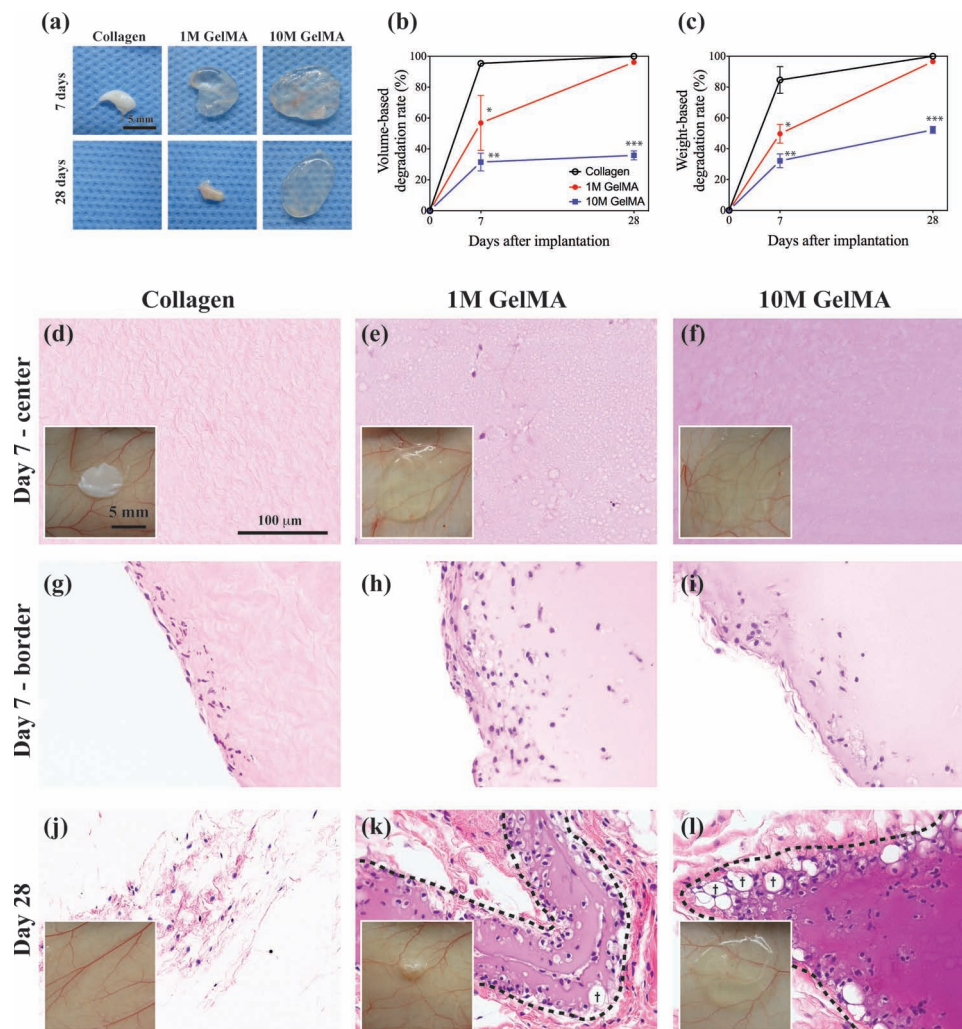 (a)
Collagen 1M GelMA 10M GelMA
7 days
5 mm
28 days
(b)
100
80
60
40
20
0
Volume-based
degradation rate (%)
*
**
***
Collagen
1M GelMA
10M GelMA
0 7 28
Days after implantation
(c)
100
80
60
40
20
0
Weight-based
degradation rate (%)
*
**
***
0 7 28
Days after implantation
Collagen 1M GelMA 10M GelMA
Day 7 - center
(d)
5 mm
100 μm
(e)
(f)
Day 7 - border
(g)
(h)
(i)
Day 28
(j)
(k)
†
(l)
† † †